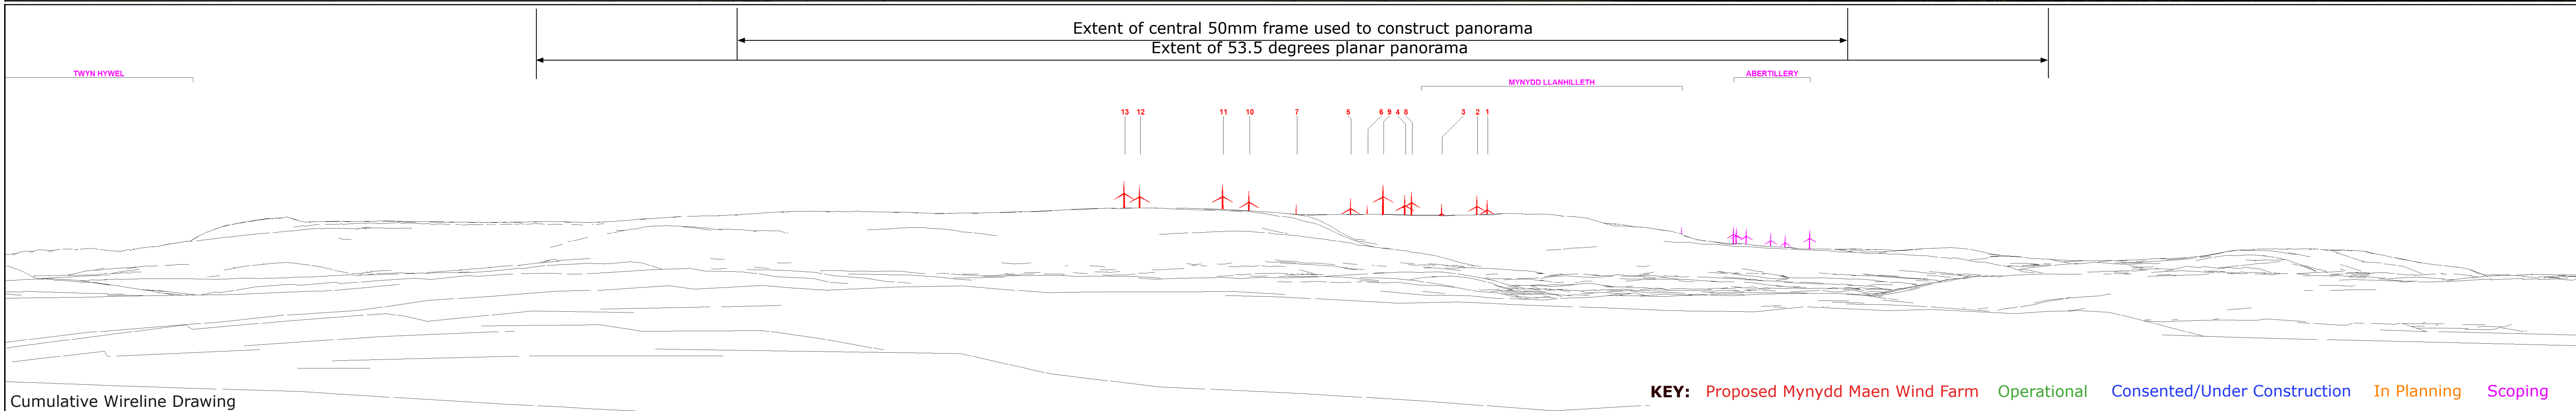 Extent of central 50mm frame used to construct panorama
Extent of 53.5 degrees planar panorama
TWYN HYWEL
MYNYDD LLANHILLETH
ABERTILLERY
13 12 11 10 7 5 6 9 4 8 3 2 1
Cumulative Wireline Drawing
KEY: Proposed Mynydd Maen Wind Farm Operational Consented/Under Construction In Planning Scoping